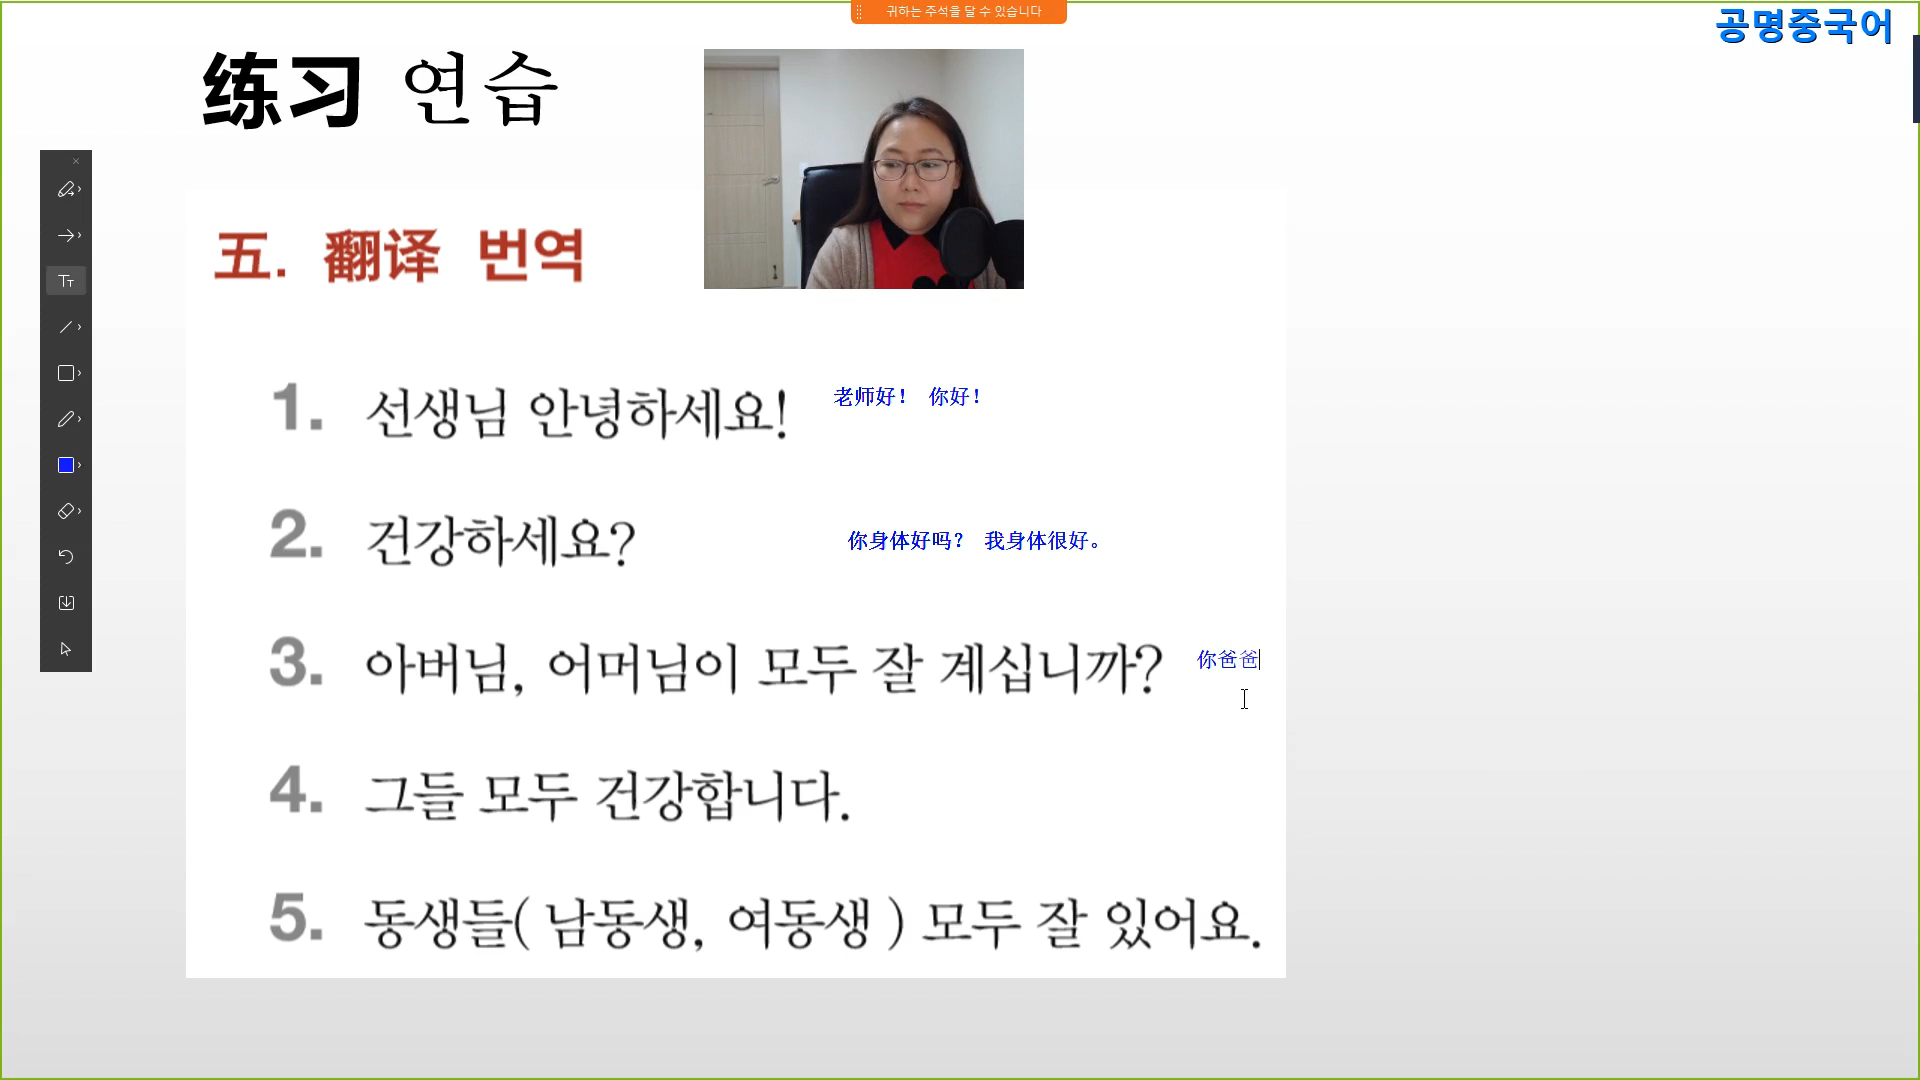 귀하는 주석을 달 수 있습니다
공명중국어
练习 연습
五. 翻译 번역
1. 선생님 안녕하세요! 老师好! 你好!
2. 건강하세요? 你身体好吗? 我身体很好。
3. 아버님, 어머님이 모두 잘 계십니까? 你爸爸
4. 그들 모두 건강합니다.
5. 동생들( 남동생, 여동생 ) 모두 잘 있어요.